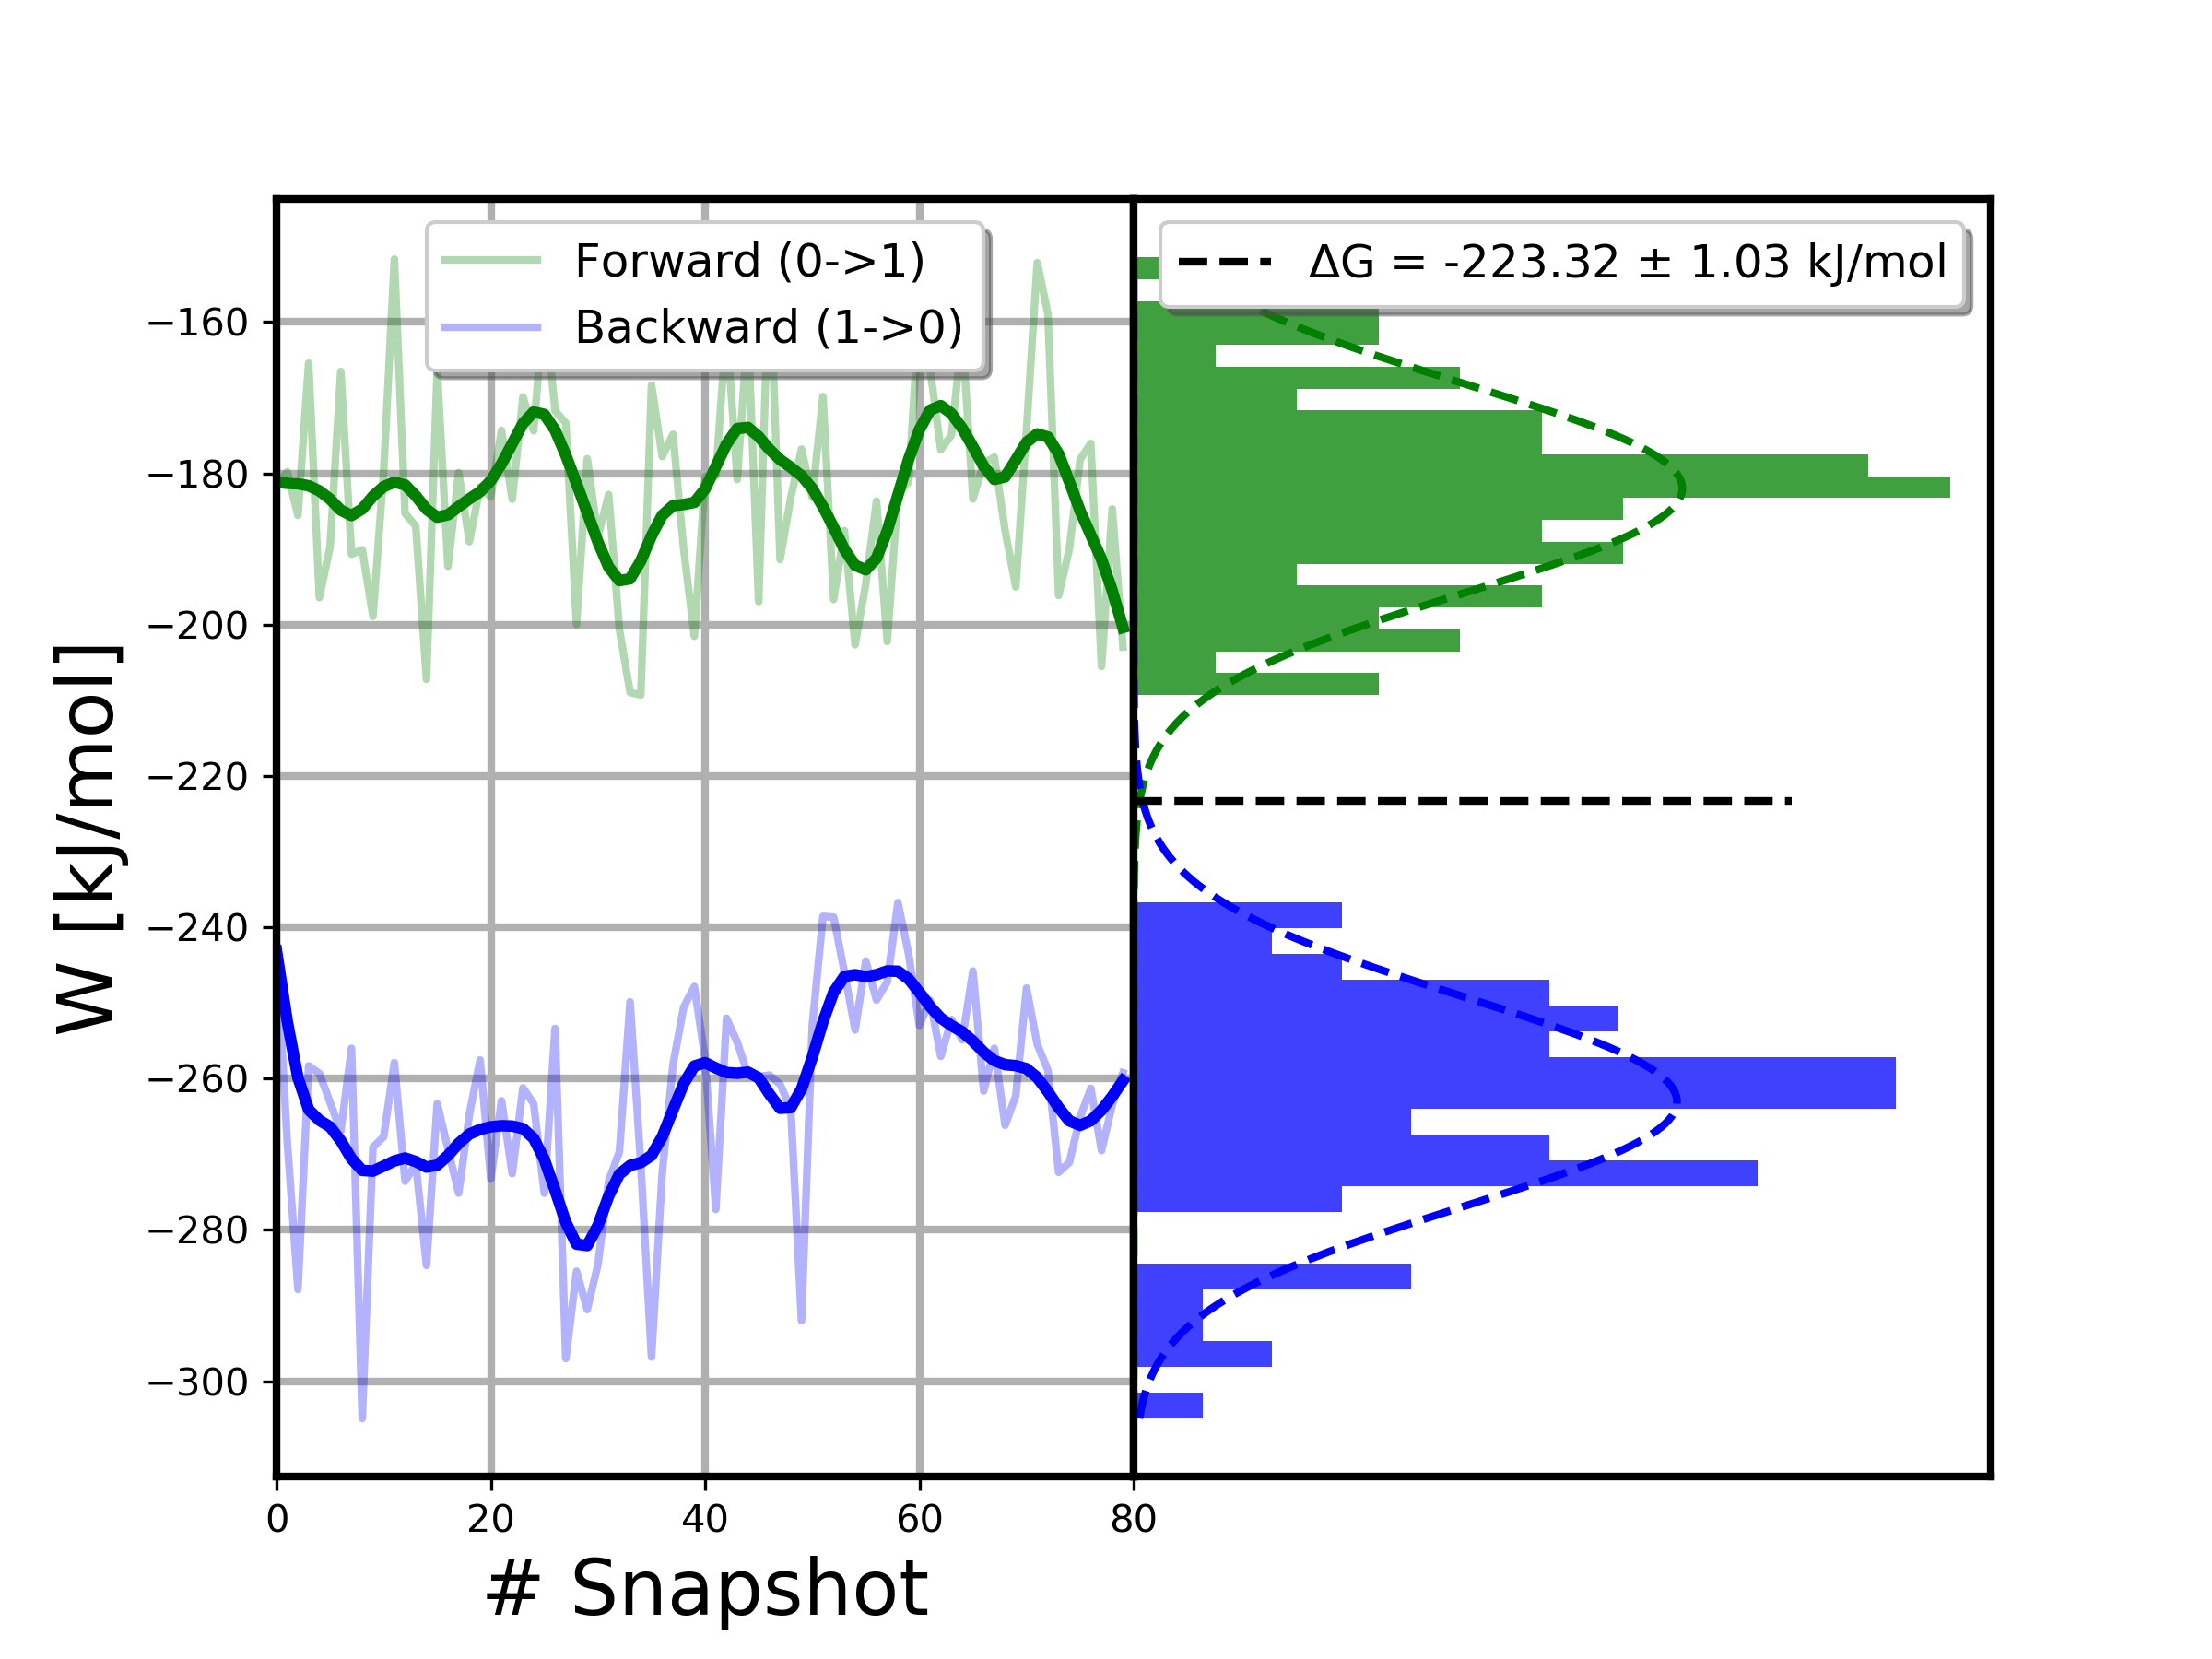 Forward (0->1)
Backward (1->0)
ΔG = -223.32 ± 1.03 kJ/mol
W [kJ/mol]
−160
−180
−200
−220
−240
−260
−280
−300
0 20 40 60 80
# Snapshot